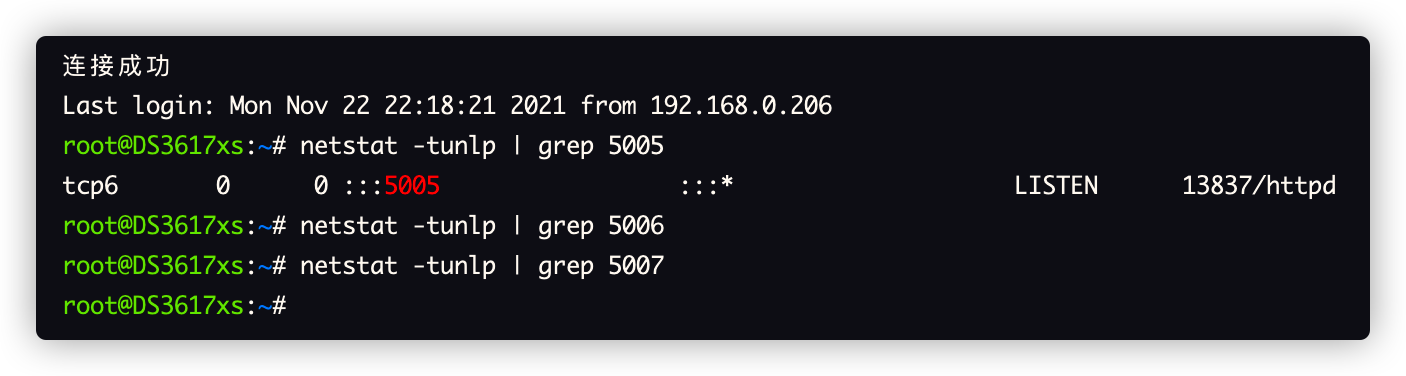 连接成功
Last login: Mon Nov 22 22:18:21 2021 from 192.168.0.206
root@DS3617xs:~# netstat -tunlp | grep 5005
tcp6       0      0 :::5005                 :::*                    LISTEN      13837/httpd
root@DS3617xs:~# netstat -tunlp | grep 5006
root@DS3617xs:~# netstat -tunlp | grep 5007
root@DS3617xs:~#